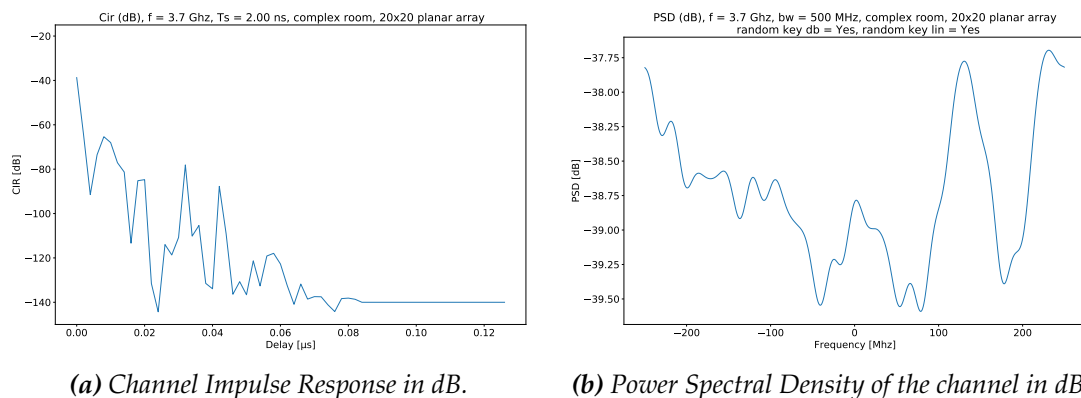 Cir (dB), f = 3.7 Ghz, Ts = 2.00 ns, complex room, 20x20 planar array
−20
−40
−60
−80
−100
−120
−140
CIR [dB]
0.00 0.02 0.04 0.06 0.08 0.10 0.12
Delay [μs]
(a) Channel Impulse Response in dB.
PSD (dB), f = 3.7 Ghz, bw = 500 MHz, complex room, 20x20 planar array
random key db = Yes, random key lin = Yes
−37.75
−38.00
−38.25
−38.50
−38.75
−39.00
−39.25
−39.50
PSD [dB]
−200 −100 0 100 200
Frequency [Mhz]
(b) Power Spectral Density of the channel in dB